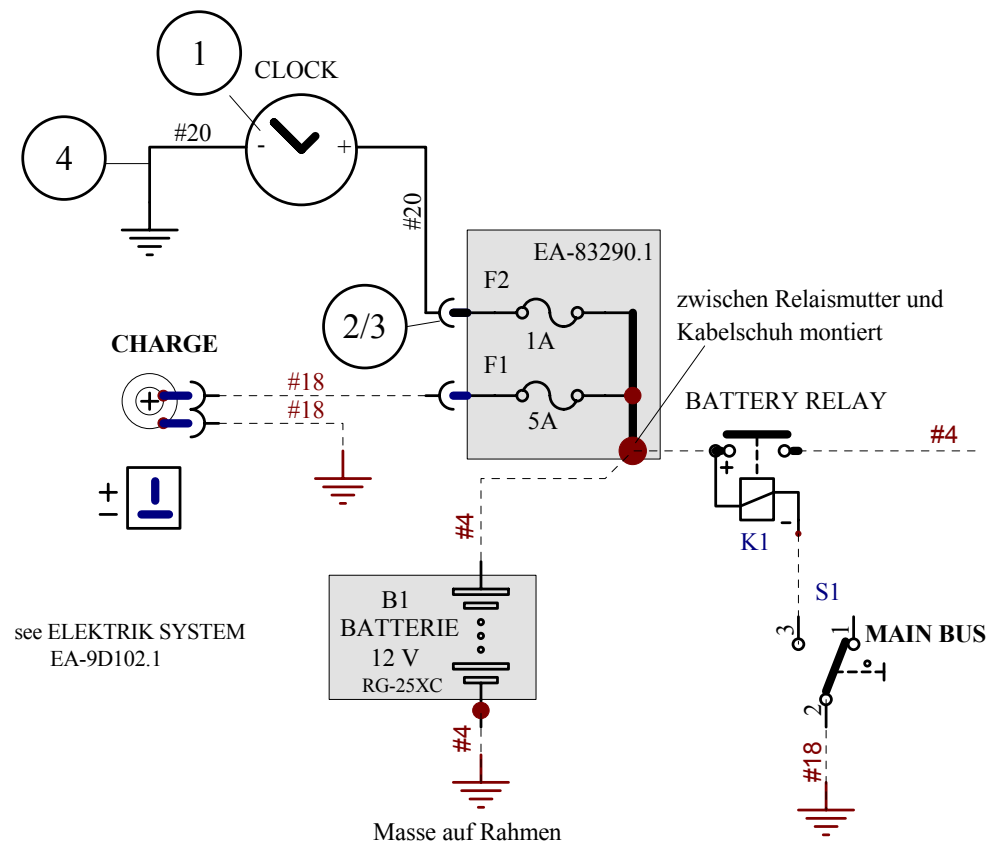 1
CLOCK
#20
4
-
+
#20
EA-83290.1
F2
2/3
1A
zwischen Relaismutter und
Kabelschuh montiert
CHARGE
+
#18
#18
F1
5A
BATTERY RELAY
#4
+
-
K1
+
−
#4
S1
B1
BATTERIE
12 V
RG-25XC
see ELEKTRIK SYSTEM
EA-9D102.1
3
1
MAIN BUS
2
#4
#18
Masse auf Rahmen